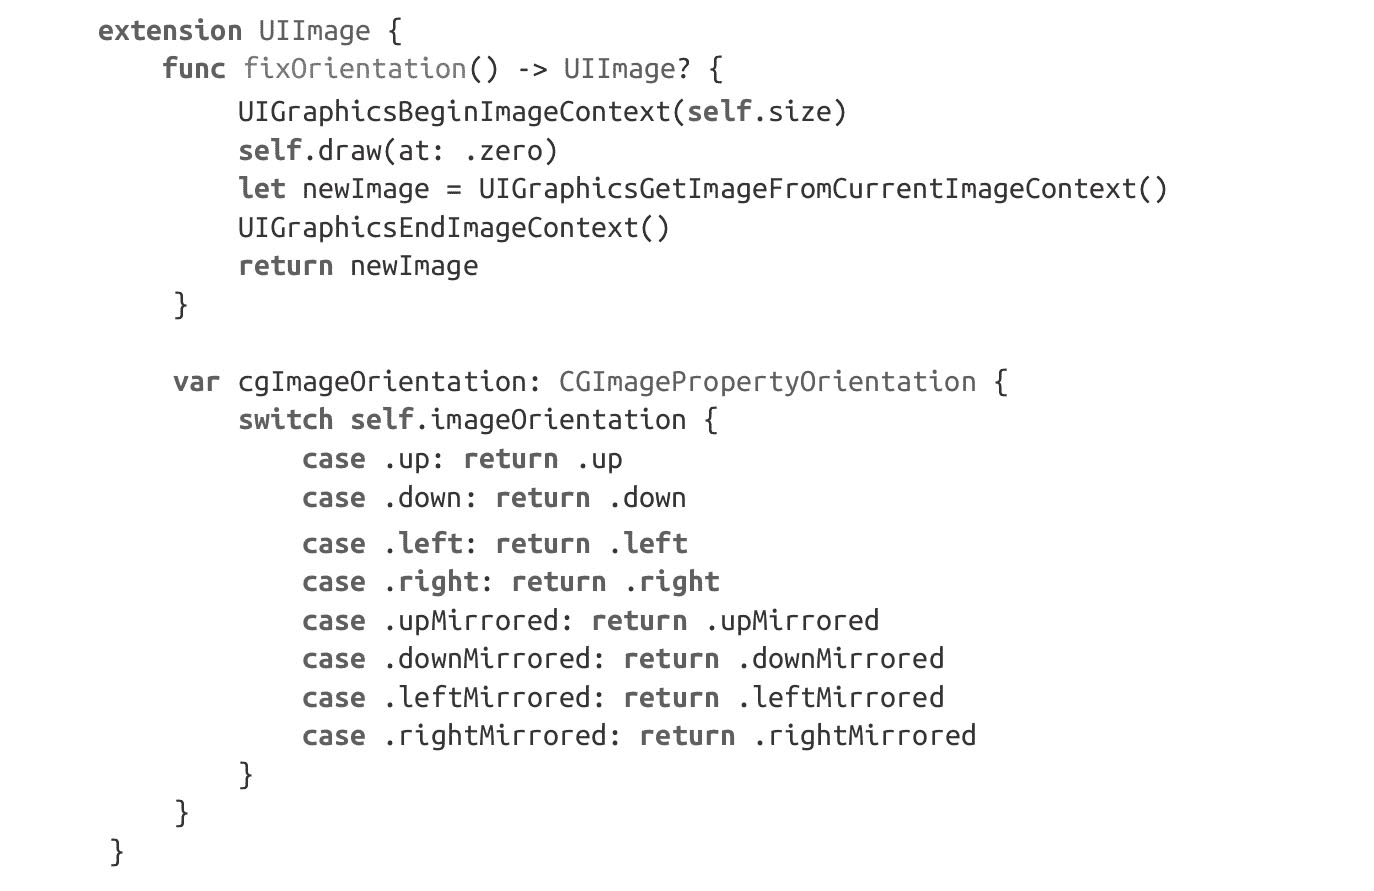 extension UIImage {
    func fixOrientation() -> UIImage? {
        UIGraphicsBeginImageContext(self.size)
        self.draw(at: .zero)
        let newImage = UIGraphicsGetImageFromCurrentImageContext()
        UIGraphicsEndImageContext()
        return newImage
    }

    var cgImageOrientation: CGImagePropertyOrientation {
        switch self.imageOrientation {
            case .up: return .up
            case .down: return .down
            case .left: return .left
            case .right: return .right
            case .upMirrored: return .upMirrored
            case .downMirrored: return .downMirrored
            case .leftMirrored: return .leftMirrored
            case .rightMirrored: return .rightMirrored
        }
    }
}